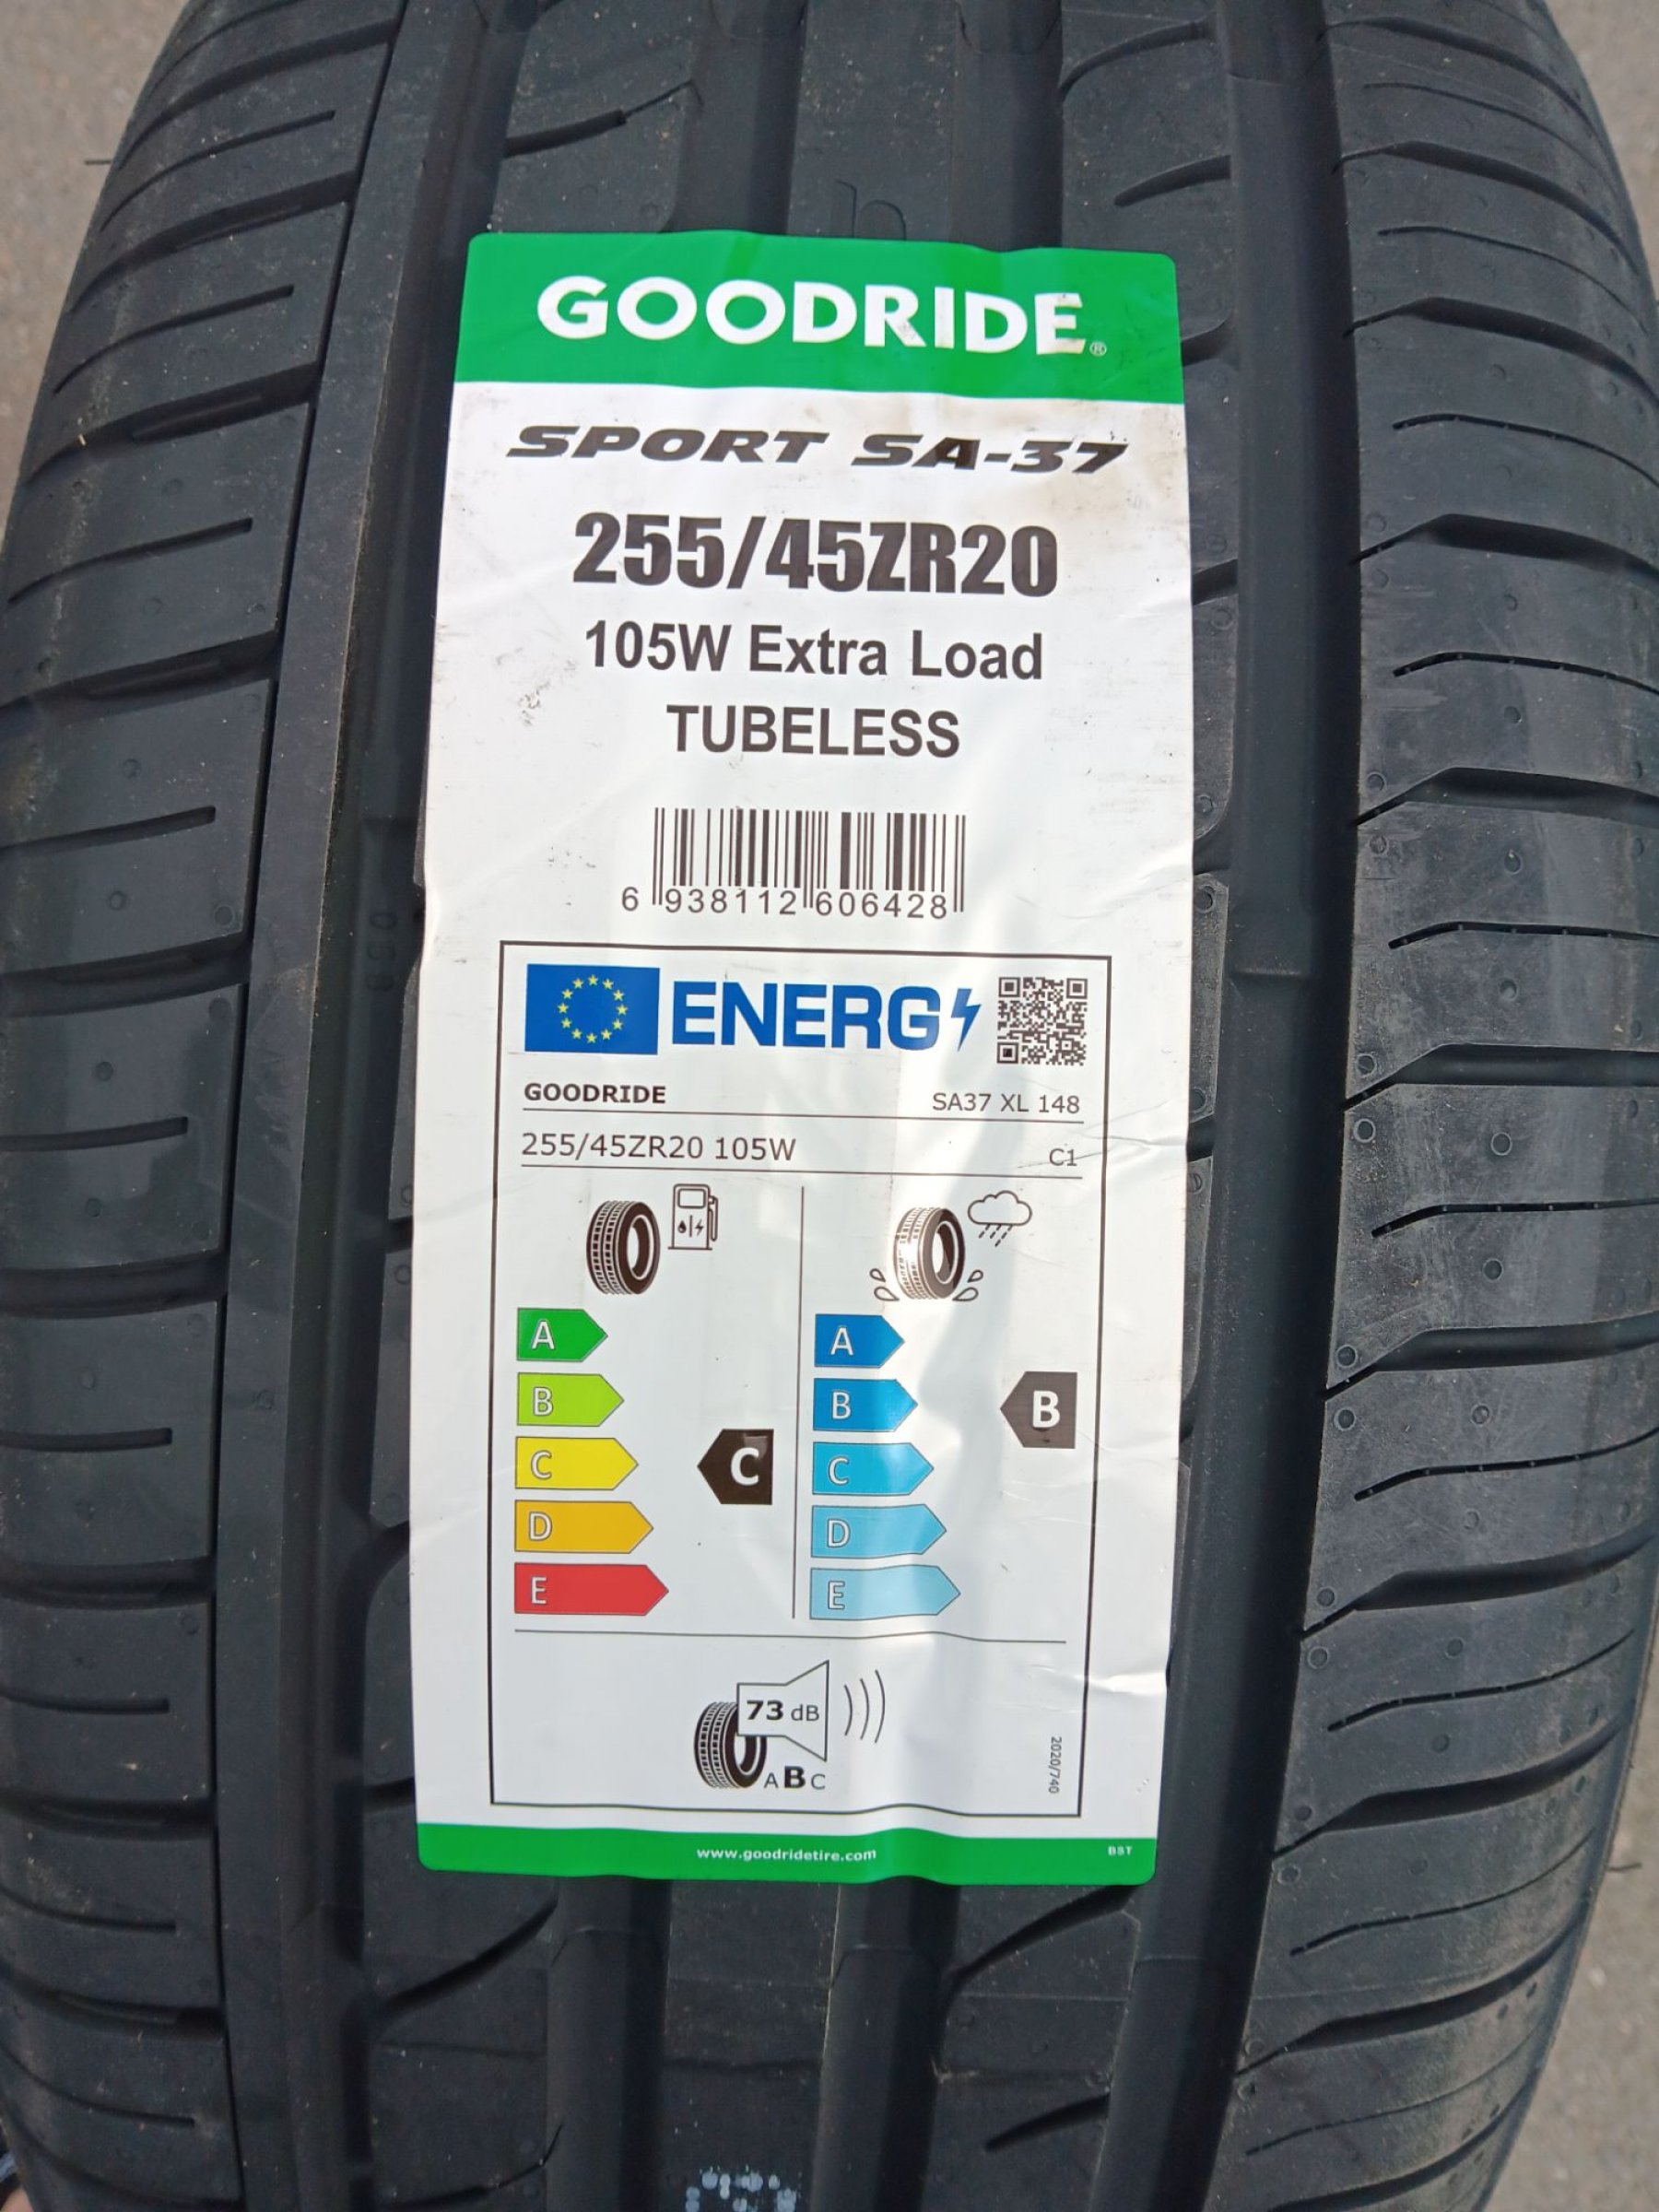 GOODRIDE®
SPORT SA-37
255/45ZR20
105W Extra Load
TUBELESS
6 938112 606428
ENERG
GOODRIDE SA37 XL 148
255/45ZR20 105W C1
A A
B B B
C C C
D D
E E
73 dB
A B C
2020/740
www.goodridetire.com BST